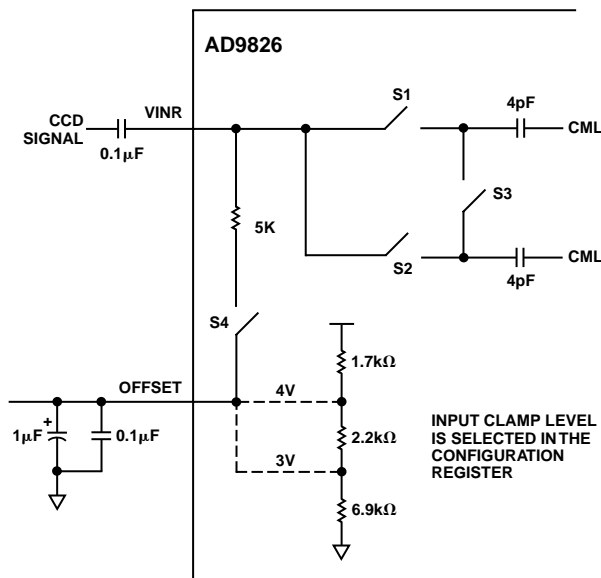 AD9826
S1
4pF
CCD
SIGNAL
VINR
CML
0.1µF
S3
5K
S2
CML
4pF
S4
1.7kΩ
OFFSET
4V
+
1µF
0.1µF
2.2kΩ
INPUT CLAMP LEVEL
IS SELECTED IN THE
CONFIGURATION
REGISTER
3V
6.9kΩ